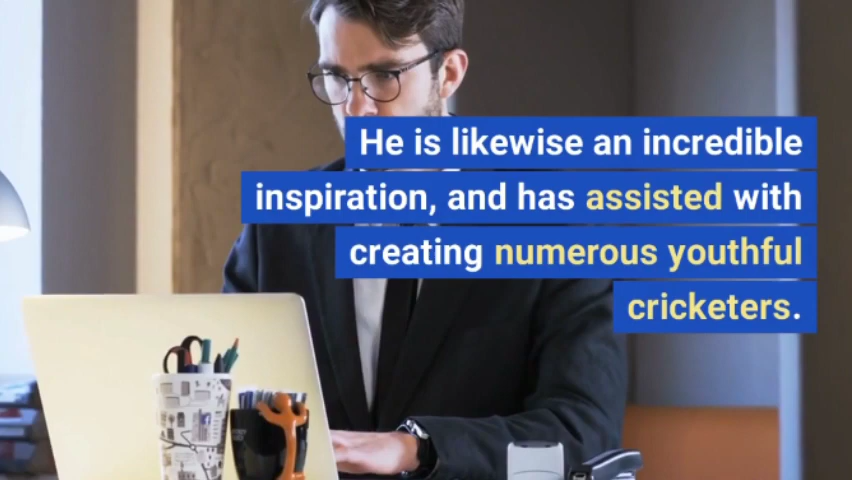 He is likewise an incredible
inspiration, and has assisted with
creating numerous youthful
cricketers.